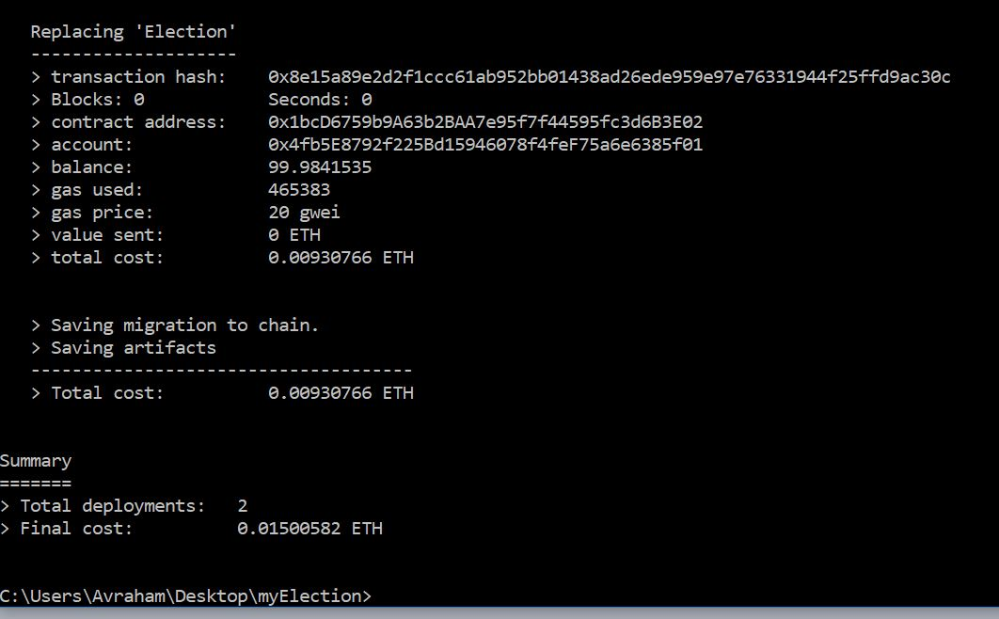 Replacing 'Election'
--------------------
> transaction hash:    0x8e15a89e2d2f1ccc61ab952bb01438ad26ede959e97e76331944f25ffd9ac30c
> Blocks: 0            Seconds: 0
> contract address:    0x1bcD6759b9A63b2BAA7e95f7f44595fc3d6B3E02
> account:             0x4fb5E8792f225Bd15946078f4feF75a6e6385f01
> balance:             99.9841535
> gas used:            465383
> gas price:           20 gwei
> value sent:          0 ETH
> total cost:          0.00930766 ETH
> Saving migration to chain.
> Saving artifacts
-------------------------------------
> Total cost:          0.00930766 ETH
Summary
=======
> Total deployments:   2
> Final cost:          0.01500582 ETH
C:\Users\Avraham\Desktop\myElection>